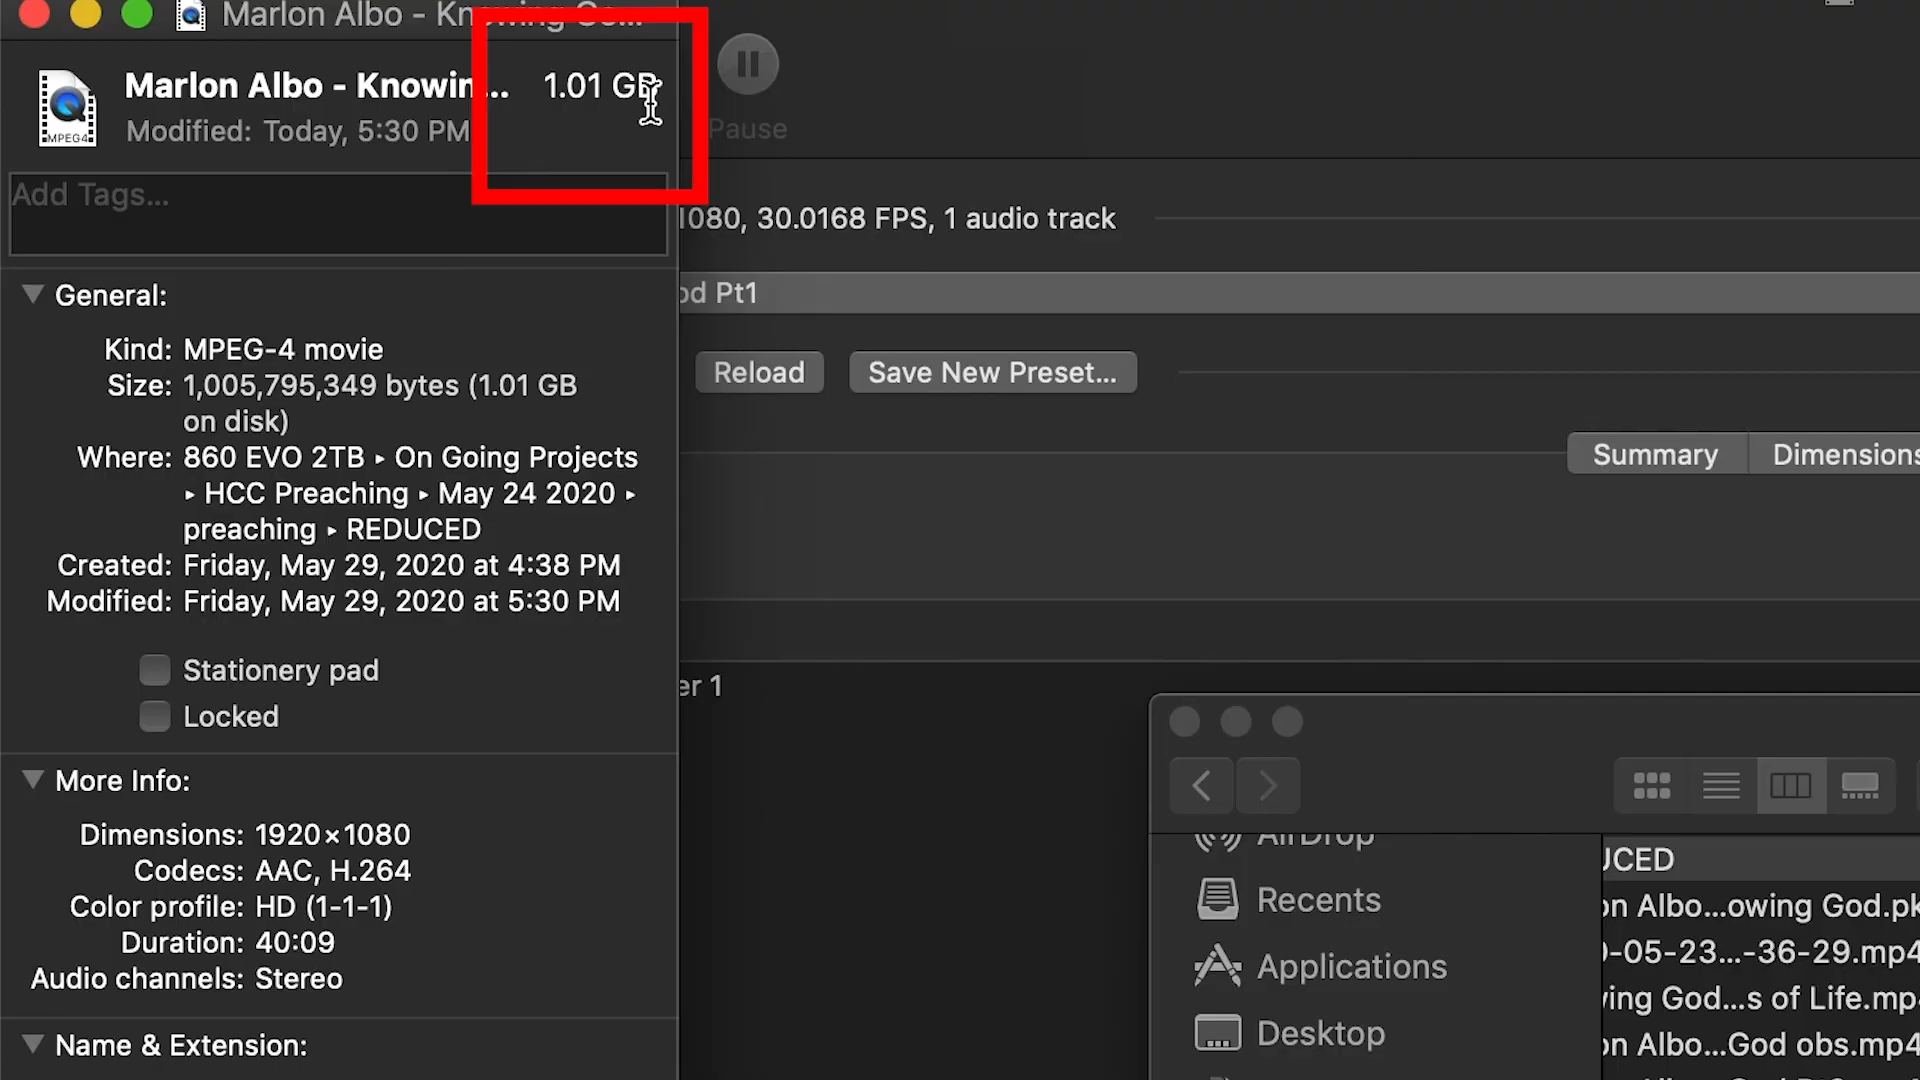 Marlon Albo - Knowing Go...
Marlon Albo - Knowin... 1.01 GB
MPEG4
Modified: Today, 5:30 PM
Pause
Add Tags...
1080, 30.0168 FPS, 1 audio track
General:
od Pt1
Kind: MPEG-4 movie
Size: 1,005,795,349 bytes (1.01 GB
on disk)
Reload Save New Preset...
Where: 860 EVO 2TB ▸ On Going Projects
▸ HCC Preaching ▸ May 24 2020 ▸
preaching ▸ REDUCED
Summary Dimensions
Created: Friday, May 29, 2020 at 4:38 PM
Modified: Friday, May 29, 2020 at 5:30 PM
Stationery pad
Locked
er 1
More Info:
Dimensions: 1920×1080
Codecs: AAC, H.264
Color profile: HD (1-1-1)
Duration: 40:09
Audio channels: Stereo
Name & Extension:
AirDrop
Recents
Applications
Desktop
UCED
on Albo...owing God.pk
0-05-23...-36-29.mp4
ving God...s of Life.mp
on Albo...God obs.mp4